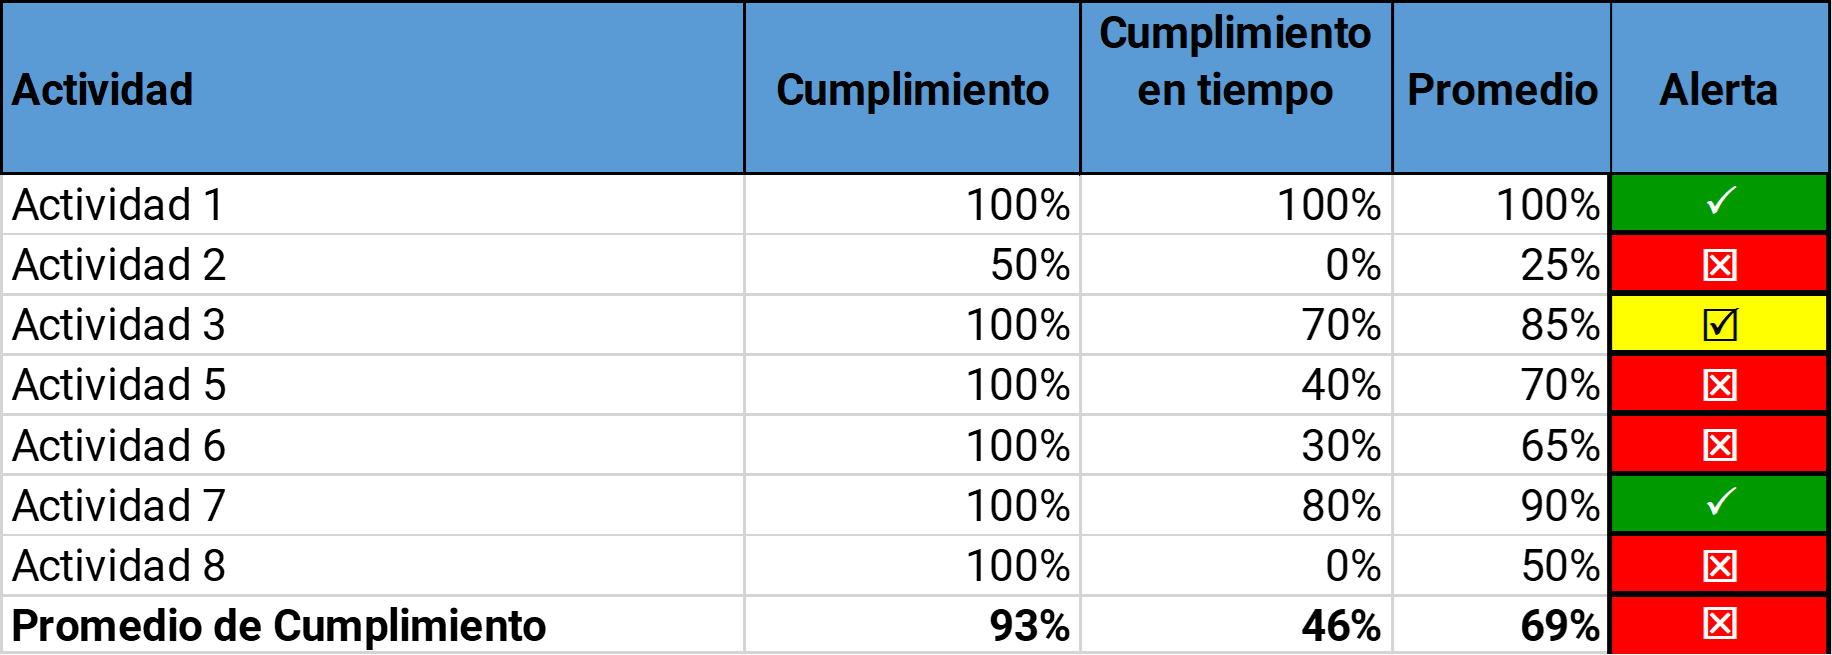 Actividad Cumplimiento Cumplimiento en tiempo Promedio Alerta
Actividad 1 100% 100% 100% ✓
Actividad 2 50% 0% 25% ☒
Actividad 3 100% 70% 85% ☑
Actividad 5 100% 40% 70% ☒
Actividad 6 100% 30% 65% ☒
Actividad 7 100% 80% 90% ✓
Actividad 8 100% 0% 50% ☒
Promedio de Cumplimiento 93% 46% 69% ☒